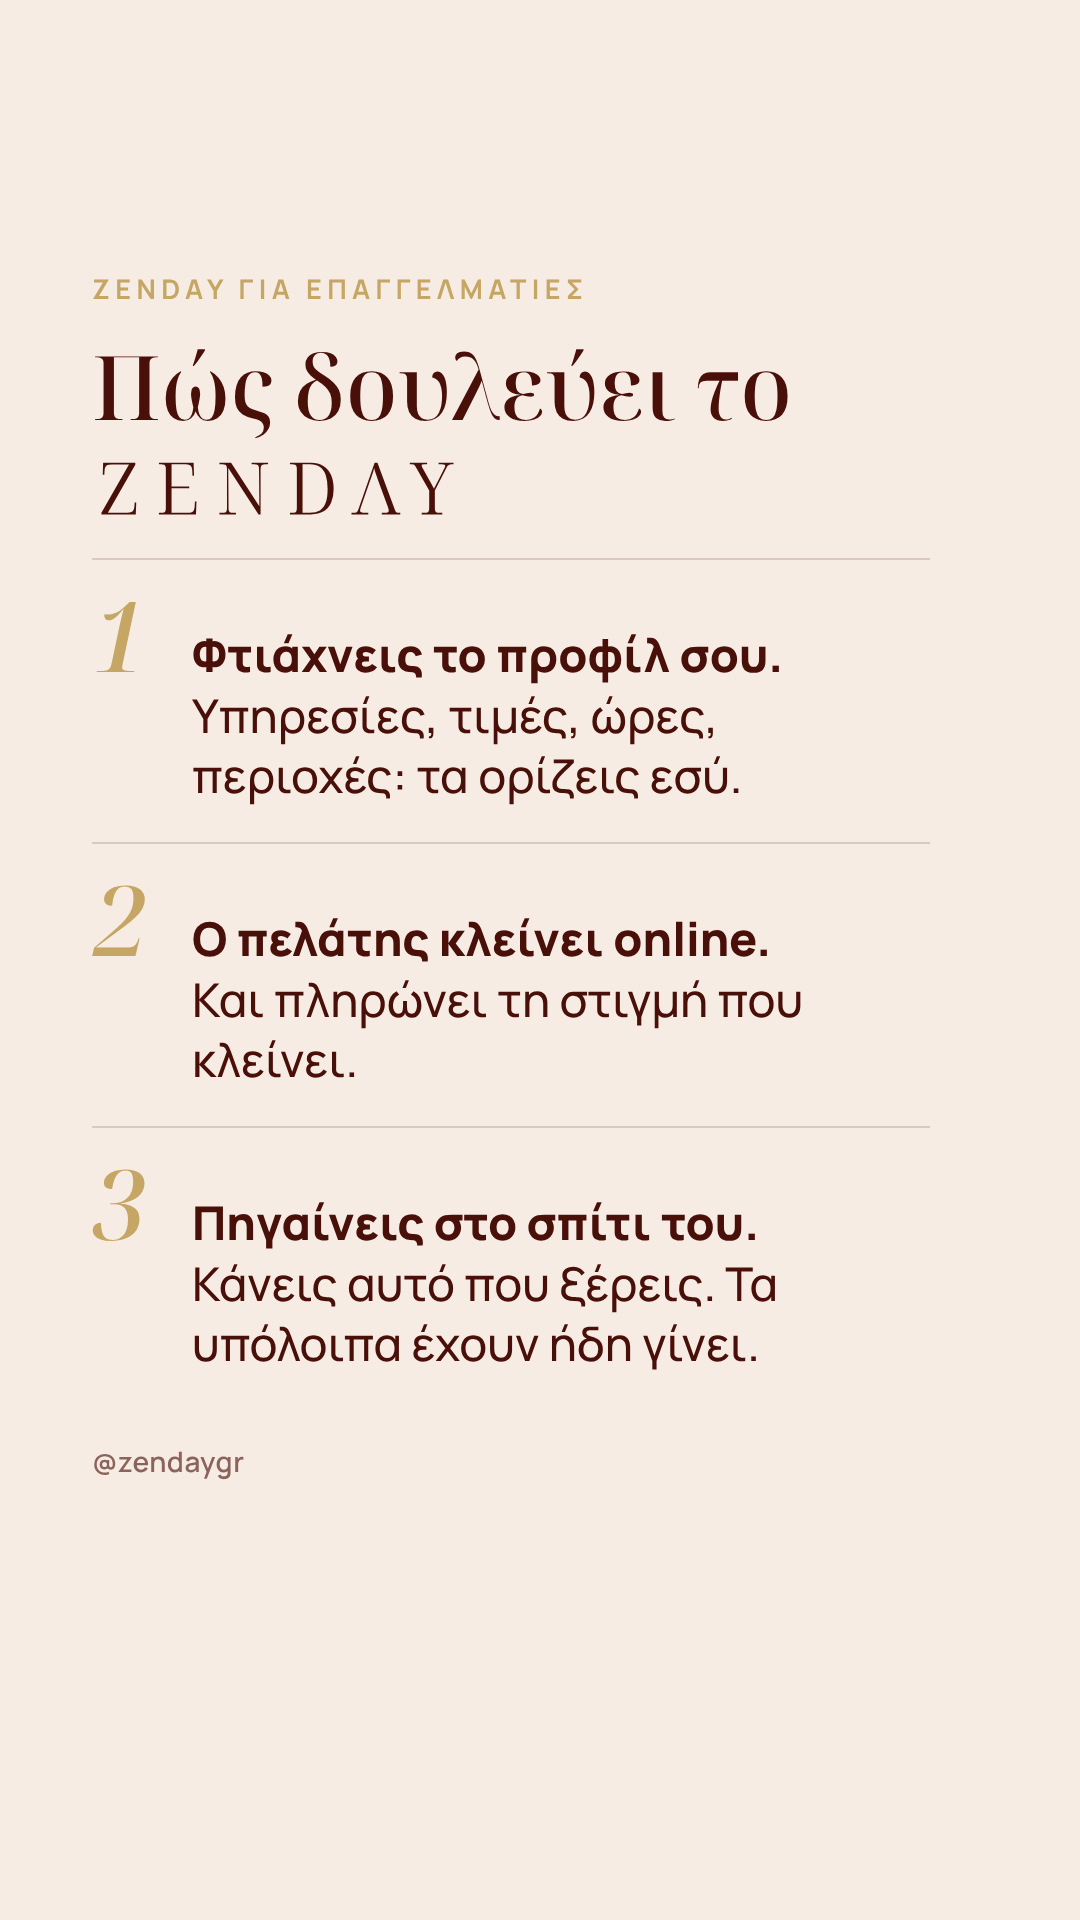 ZENDAY ΓΙΑ ΕΠΑΓΓΕΛΜΑΤΙΕΣ
Πώς δουλεύει το
ZENDAY
1
Φτιάχνεις το προφίλ σου.
Υπηρεσίες, τιμές, ώρες,
περιοχές: τα ορίζεις εσύ.
2
Ο πελάτης κλείνει online.
Και πληρώνει τη στιγμή που
κλείνει.
3
Πηγαίνεις στο σπίτι του.
Κάνεις αυτό που ξέρεις. Τα
υπόλοιπα έχουν ήδη γίνει.
@zendaygr